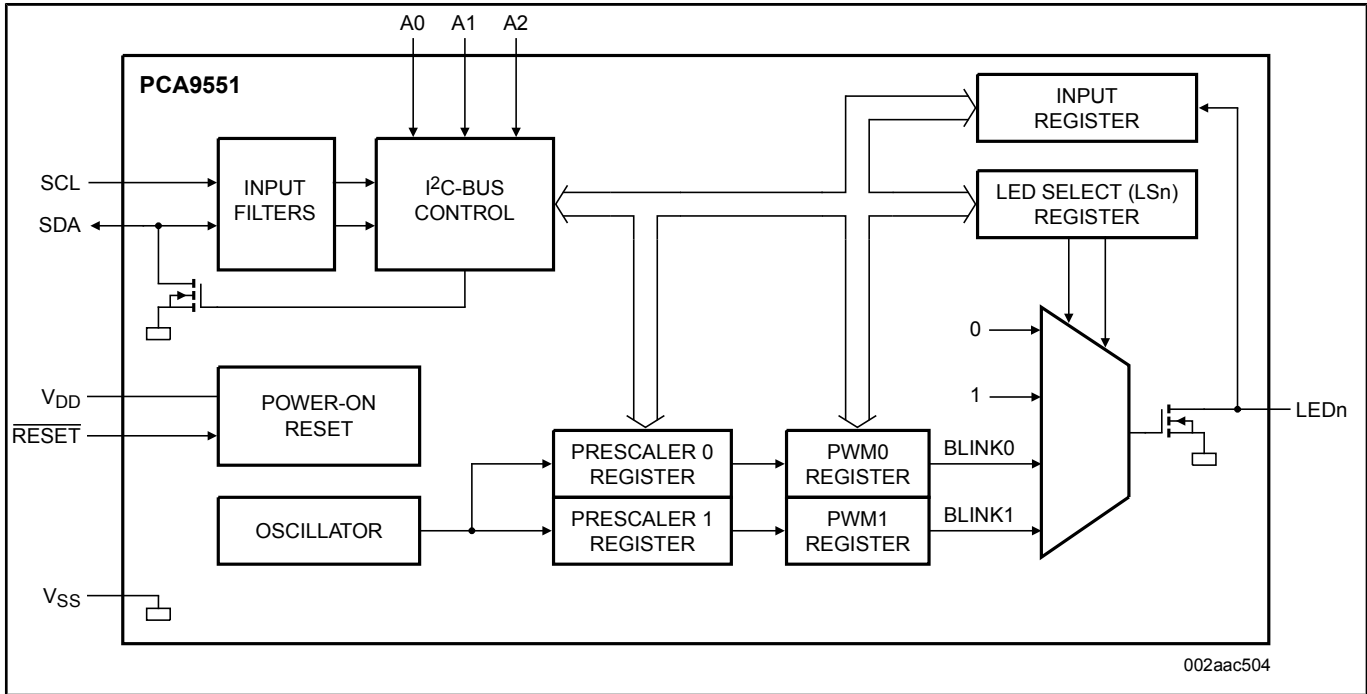 A0 A1 A2
PCA9551
INPUT
REGISTER
SCL
SDA
INPUT
FILTERS
I²C-BUS
CONTROL
LED SELECT (LSn)
REGISTER
0
1
VDD
RESET
POWER-ON
RESET
LEDn
PRESCALER 0
REGISTER
PWM0
REGISTER
BLINK0
OSCILLATOR
PRESCALER 1
REGISTER
PWM1
REGISTER
BLINK1
VSS
002aac504